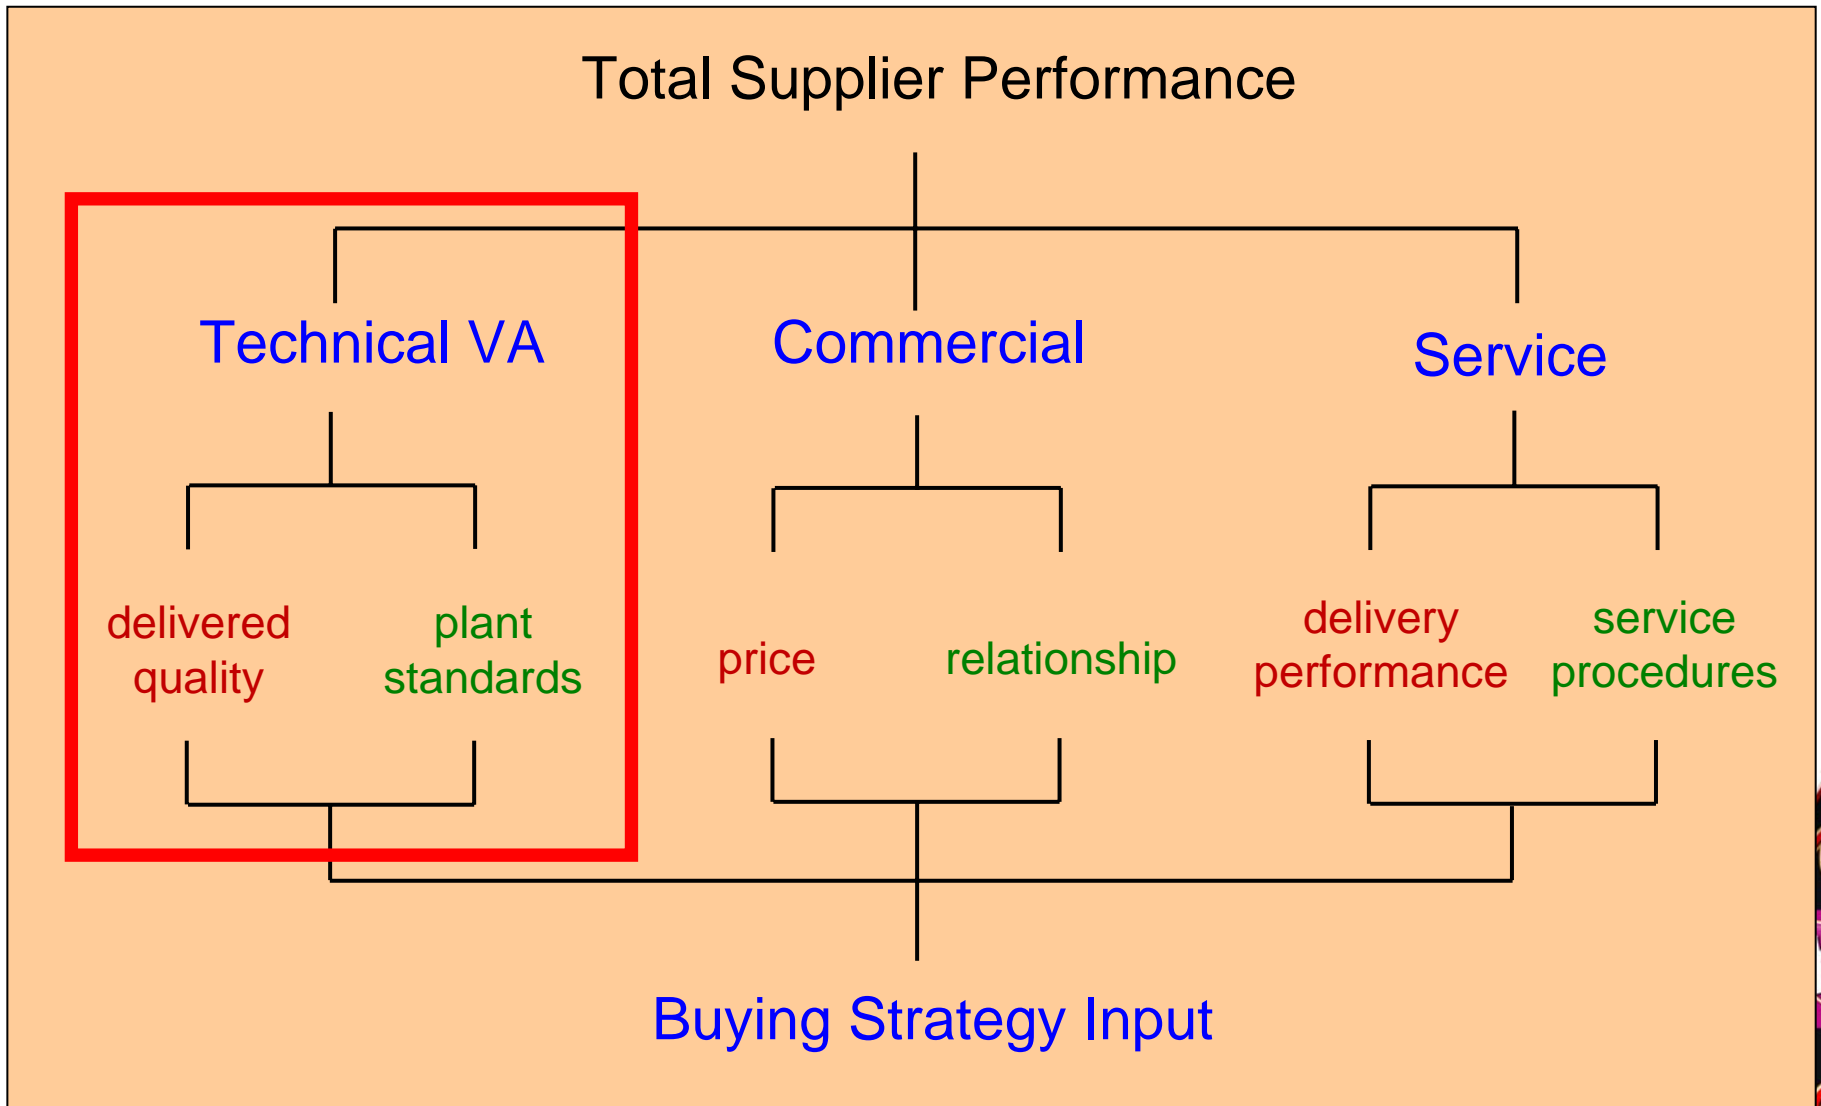 Total Supplier Performance
Technical VA
Commercial
Service
delivered
quality
plant
standards
price
relationship
delivery
performance
service
procedures
Buying Strategy Input